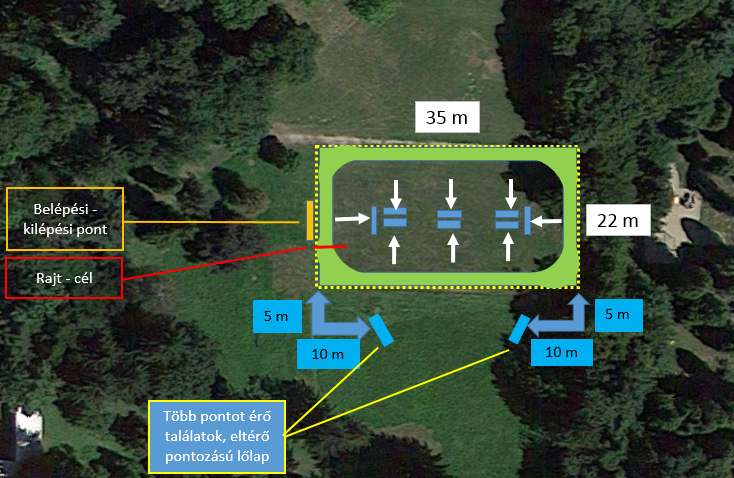 35 m
Belépési -
kilépési pont
22 m
Rajt - cél
5 m
5 m
10 m
10 m
Több pontot érő
találatok, eltérő
pontozású lőlap